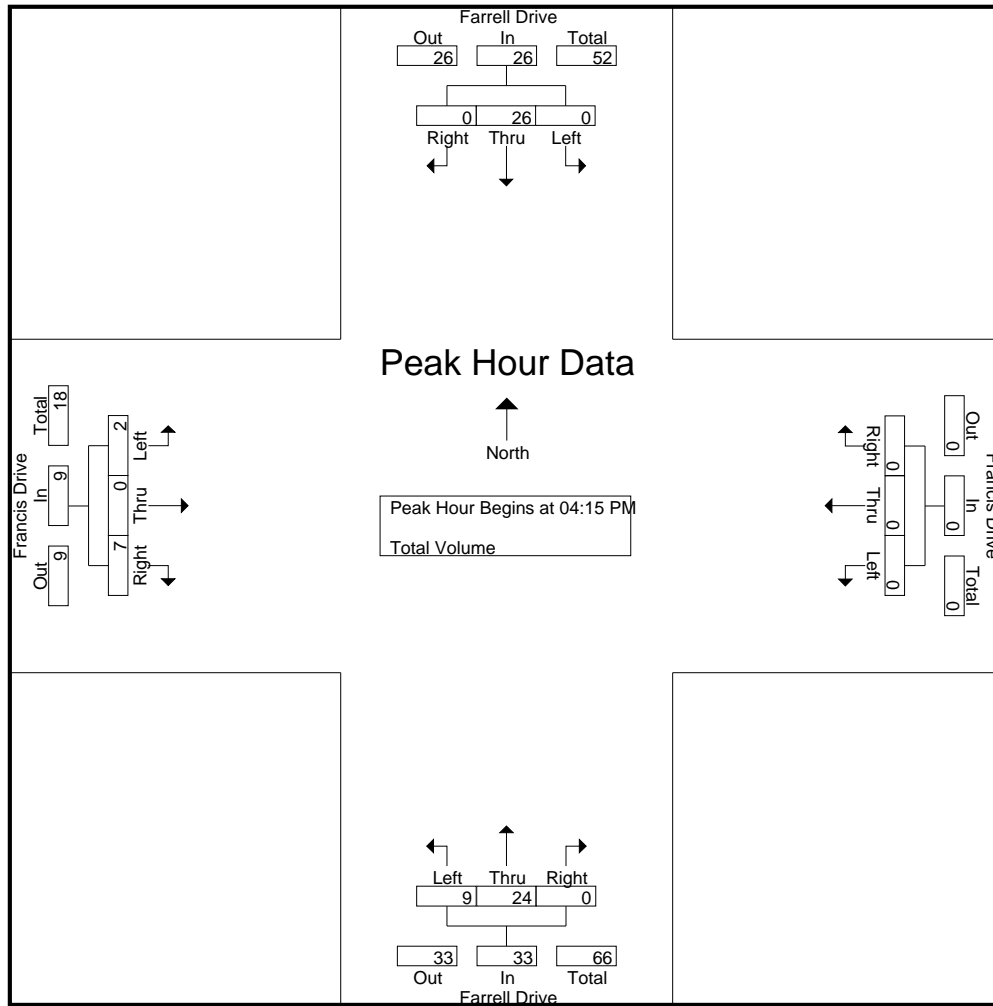 Farrell Drive
Out In Total
26 26 52
0 26 0
Right Thru Left
Peak Hour Data
North
Peak Hour Begins at 04:15 PM
Total Volume
Francis Drive
Out In Total
9 9 18
Right Thru Left
7 0 2
Francis Drive
Out In Total
0 0 0
Right Thru Left
0 0 0
Left Thru Right
9 24 0
33 33 66
Out In Total
Farrell Drive